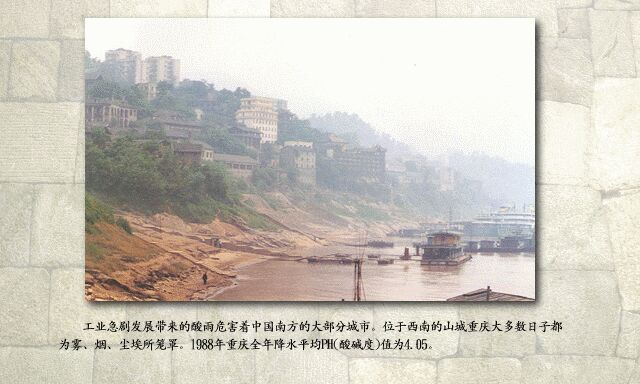 工业急剧发展带来的酸雨危害着中国南方的大部分城市。位于西南的山城重庆大多数日子都
为雾、烟、尘埃所笼罩。1988年重庆全年降水平均PH(酸碱度)值为4.05。